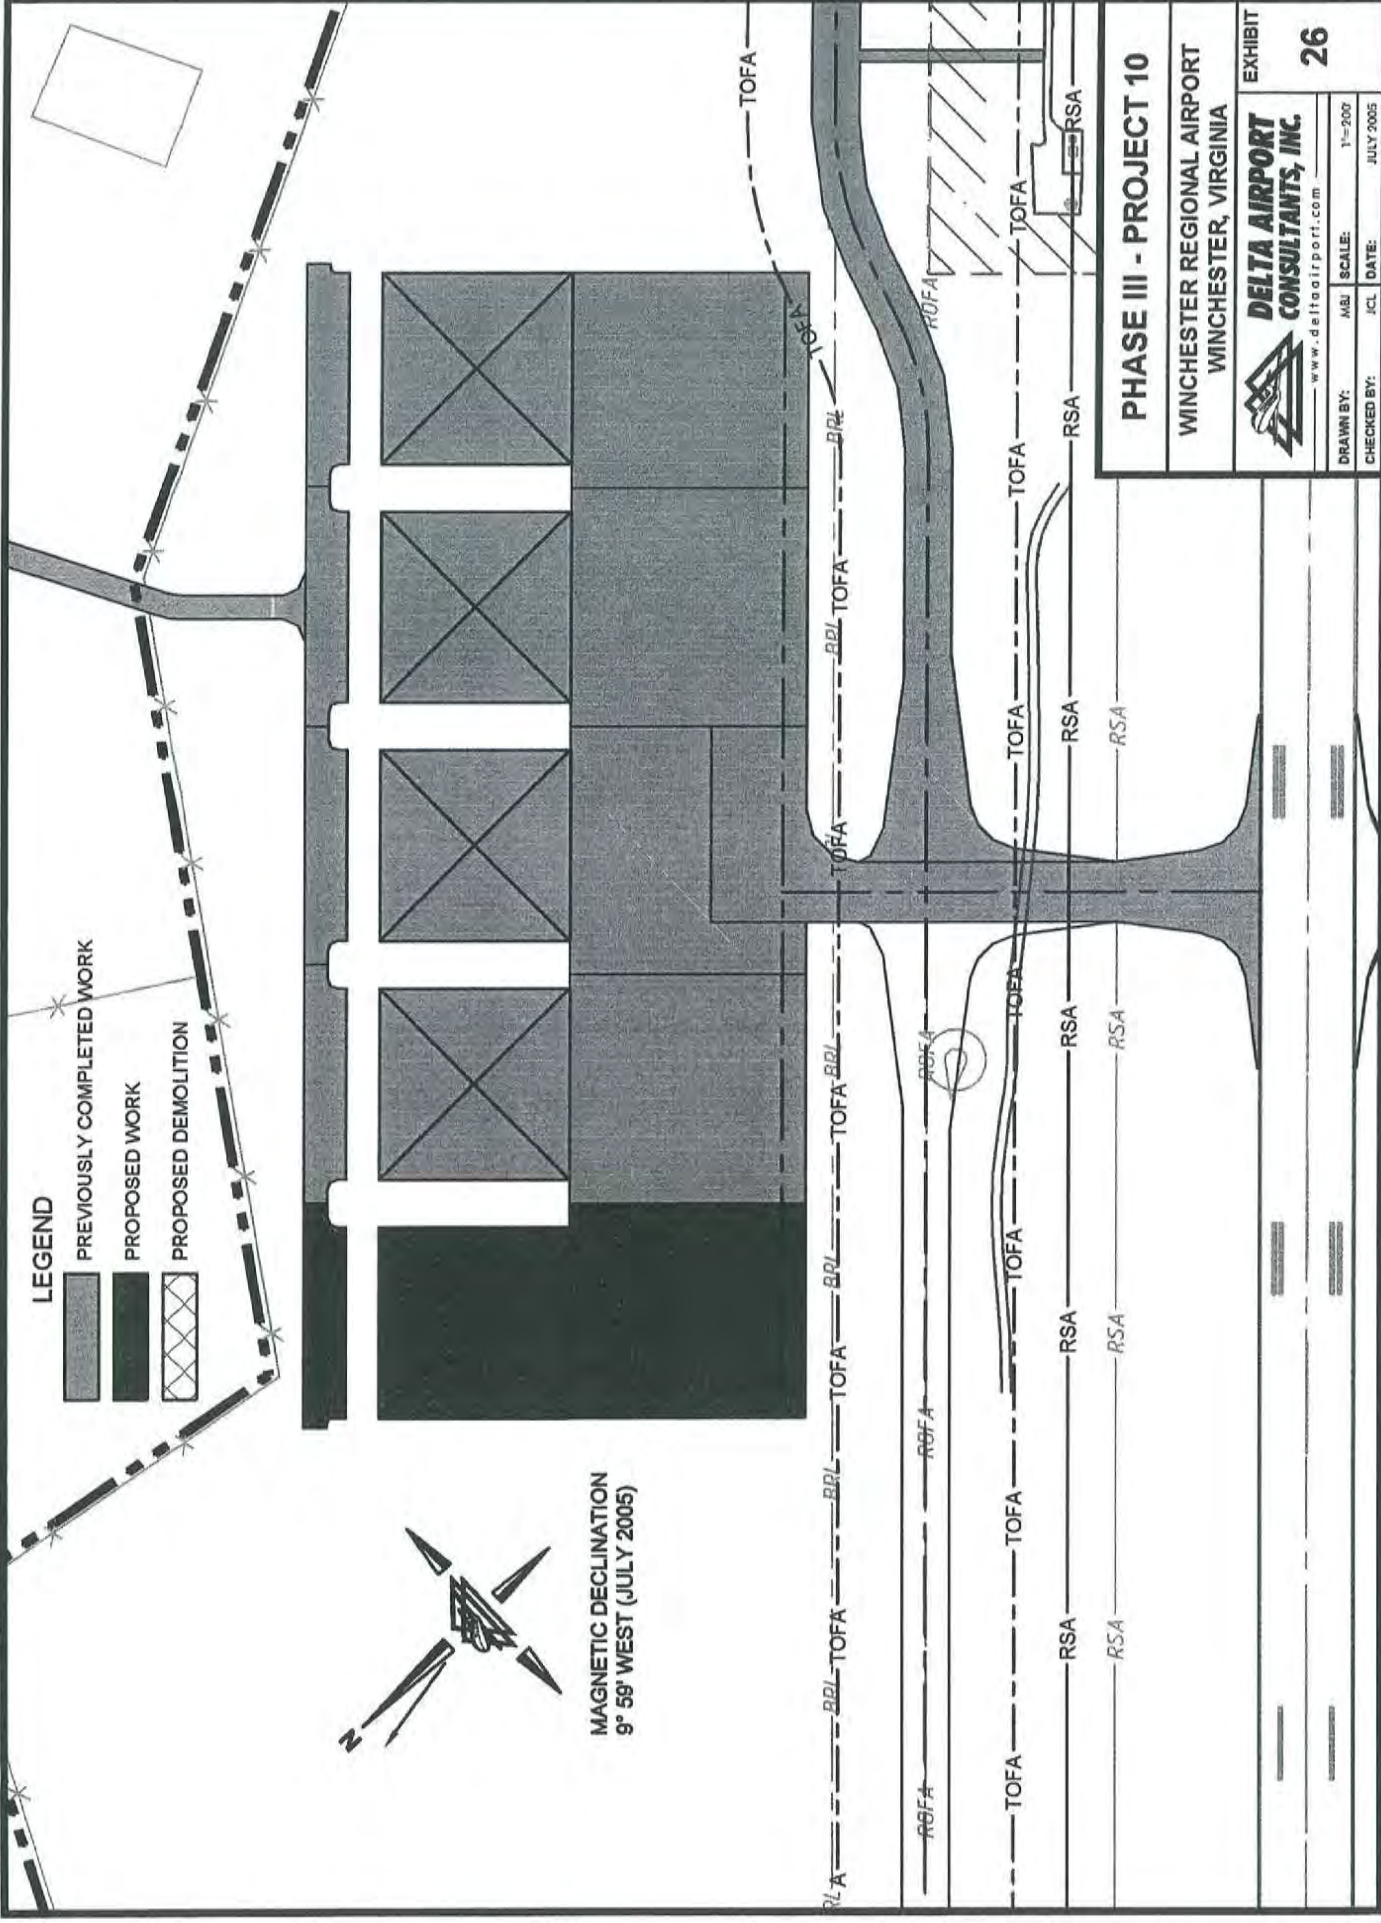 LEGEND
PREVIOUSLY COMPLETED WORK
PROPOSED WORK
PROPOSED DEMOLITION
N
MAGNETIC DECLINATION
9° 59' WEST (JULY 2005)
TOFA
TOFA
BRL TOFA BRL TOFA BRL TOFA BRL TOFA BRL TOFA TOFA BRL TOFA BRL
ROFA ROFA ROFA ROFA
TOFA TOFA TOFA TOFA TOFA TOFA TOFA
RSA RSA RSA RSA RSA RSA
RSA RSA RSA RSA
PHASE III - PROJECT 10
WINCHESTER REGIONAL AIRPORT
WINCHESTER, VIRGINIA
DELTA AIRPORT
CONSULTANTS, INC.
www.deltaairport.com
EXHIBIT
26
DRAWN BY: MBJ SCALE: 1"=200'
CHECKED BY: JCL DATE: JULY 2005